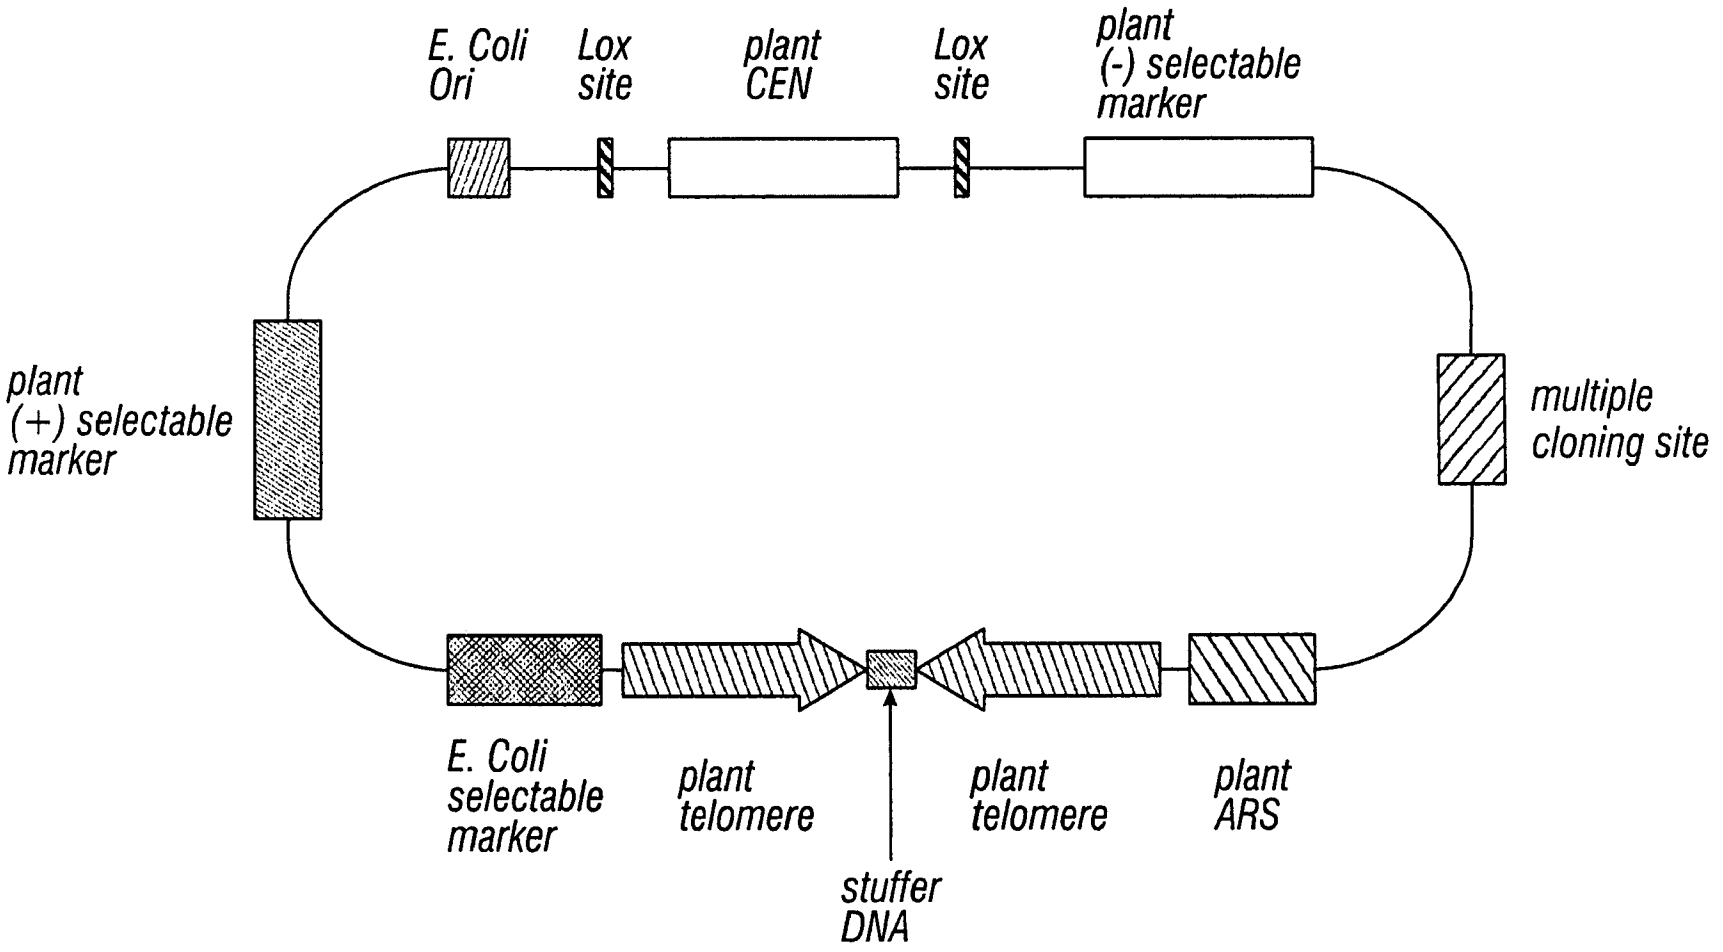 E. Coli
Ori
Lox
site
plant
CEN
Lox
site
plant
(-) selectable
marker
plant
(+) selectable
marker
multiple
cloning site
E. Coli
selectable
marker
plant
telomere
stuffer
DNA
plant
telomere
plant
ARS